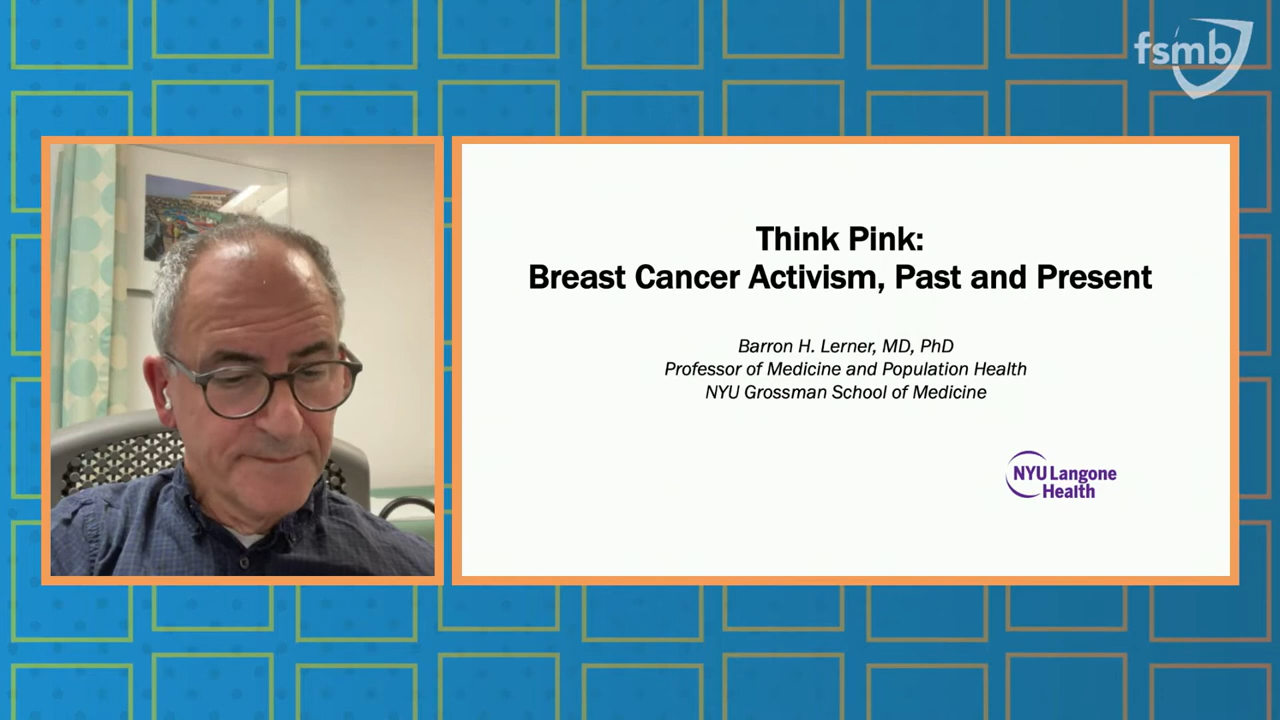 fsmb
Think Pink:
Breast Cancer Activism, Past and Present
Barron H. Lerner, MD, PhD
Professor of Medicine and Population Health
NYU Grossman School of Medicine
NYU Langone
Health